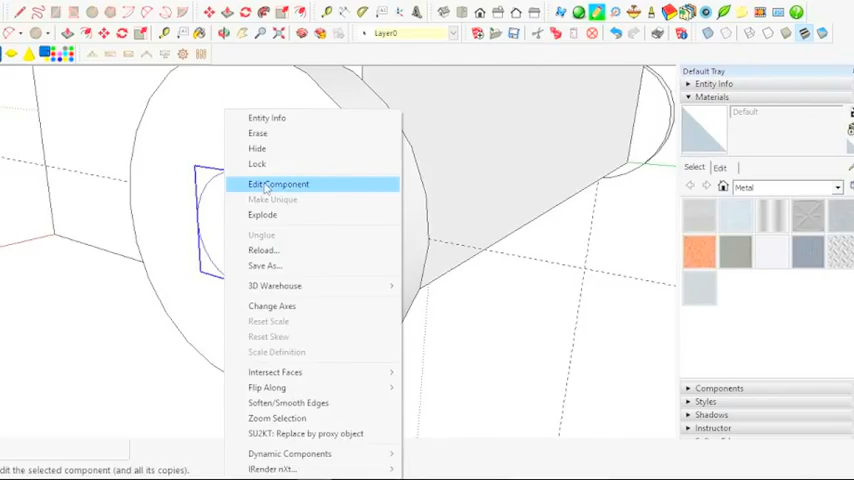 Layer0
Default Tray
Entity Info
Materials
Default
Select
Edit
Metal
Components
Styles
Shadows
Instructor
Entity Info
Erase
Hide
Lock
Edit Component
Make Unique
Explode
Unglue
Reload...
Save As...
3D Warehouse
Change Axes
Reset Scale
Reset Skew
Scale Definition
Intersect Faces
Flip Along
Soften/Smooth Edges
Zoom Selection
SU2KT: Replace by proxy object
Dynamic Components
IRender nXt...
dit the selected component (and all its copies).